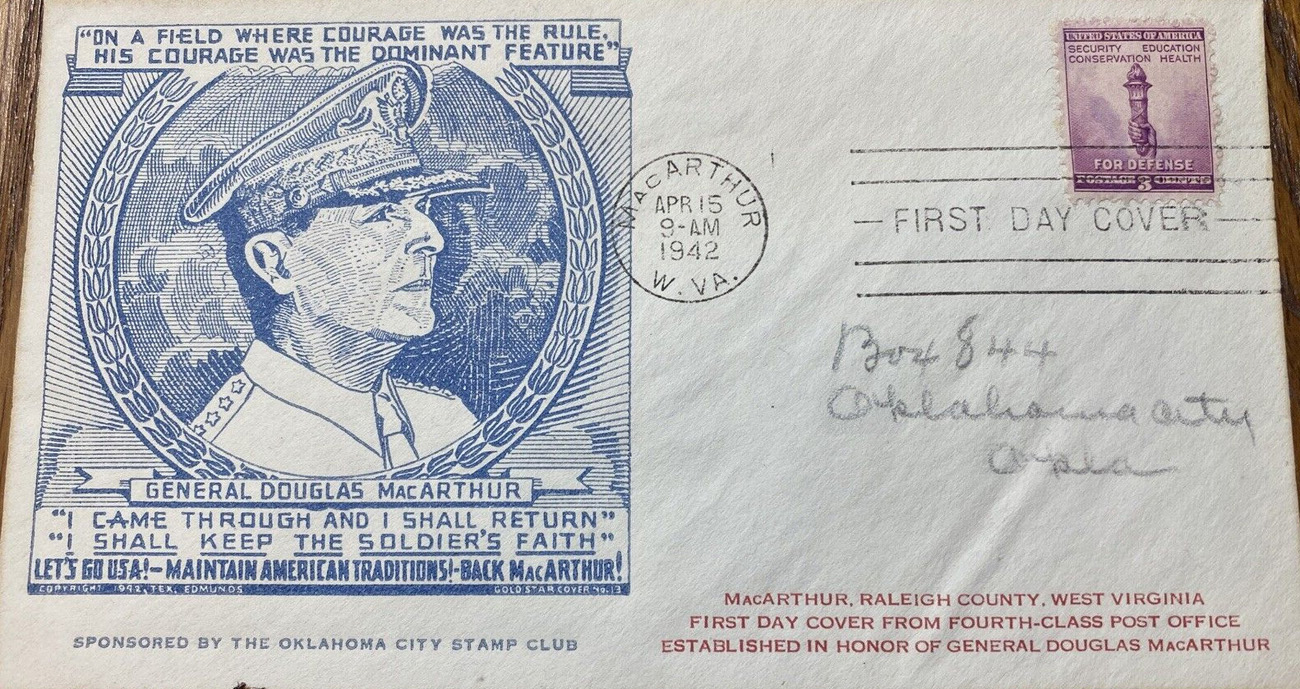 "ON A FIELD WHERE COURAGE WAS THE RULE,
HIS COURAGE WAS THE DOMINANT FEATURE"
GENERAL DOUGLAS MACARTHUR
"I CAME THROUGH AND I SHALL RETURN"
"I SHALL KEEP THE SOLDIER'S FAITH"
LET'S GO USA!-MAINTAIN AMERICAN TRADITIONS!-BACK MACARTHUR!
COPYRIGHT 1942, TEX. EDMUNDS GOLD STAR COVER No. 13
SPONSORED BY THE OKLAHOMA CITY STAMP CLUB
MACARTHUR
APR 15
9-AM
1942
W. VA.
UNITED STATES OF AMERICA
SECURITY EDUCATION
CONSERVATION HEALTH
FOR DEFENSE
POSTAGE 3 CENTS
FIRST DAY COVER
Box 844
Oklahoma City
Okla
MACARTHUR, RALEIGH COUNTY, WEST VIRGINIA
FIRST DAY COVER FROM FOURTH-CLASS POST OFFICE
ESTABLISHED IN HONOR OF GENERAL DOUGLAS MACARTHUR